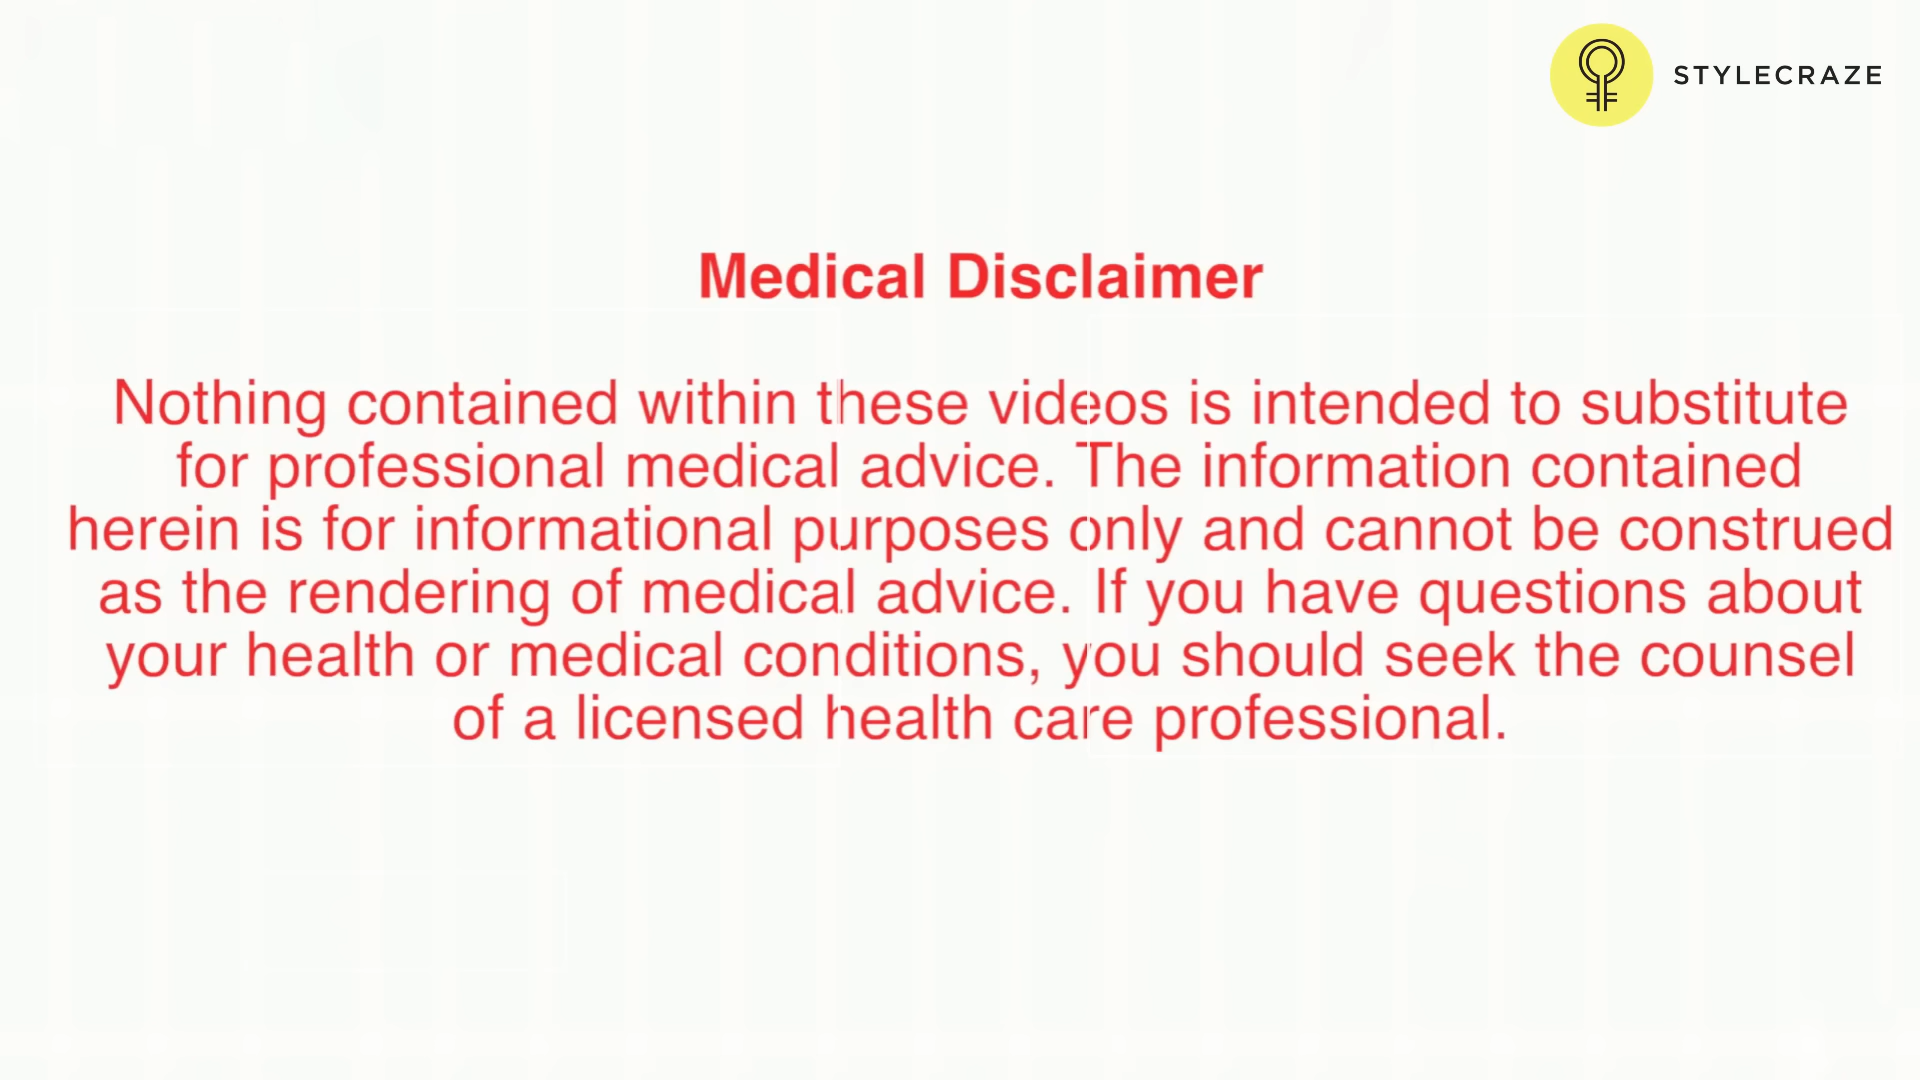 STYLECRAZE
Medical Disclaimer
Nothing contained within these videos is intended to substitute
for professional medical advice. The information contained
herein is for informational purposes only and cannot be construed
as the rendering of medical advice. If you have questions about
your health or medical conditions, you should seek the counsel
of a licensed health care professional.